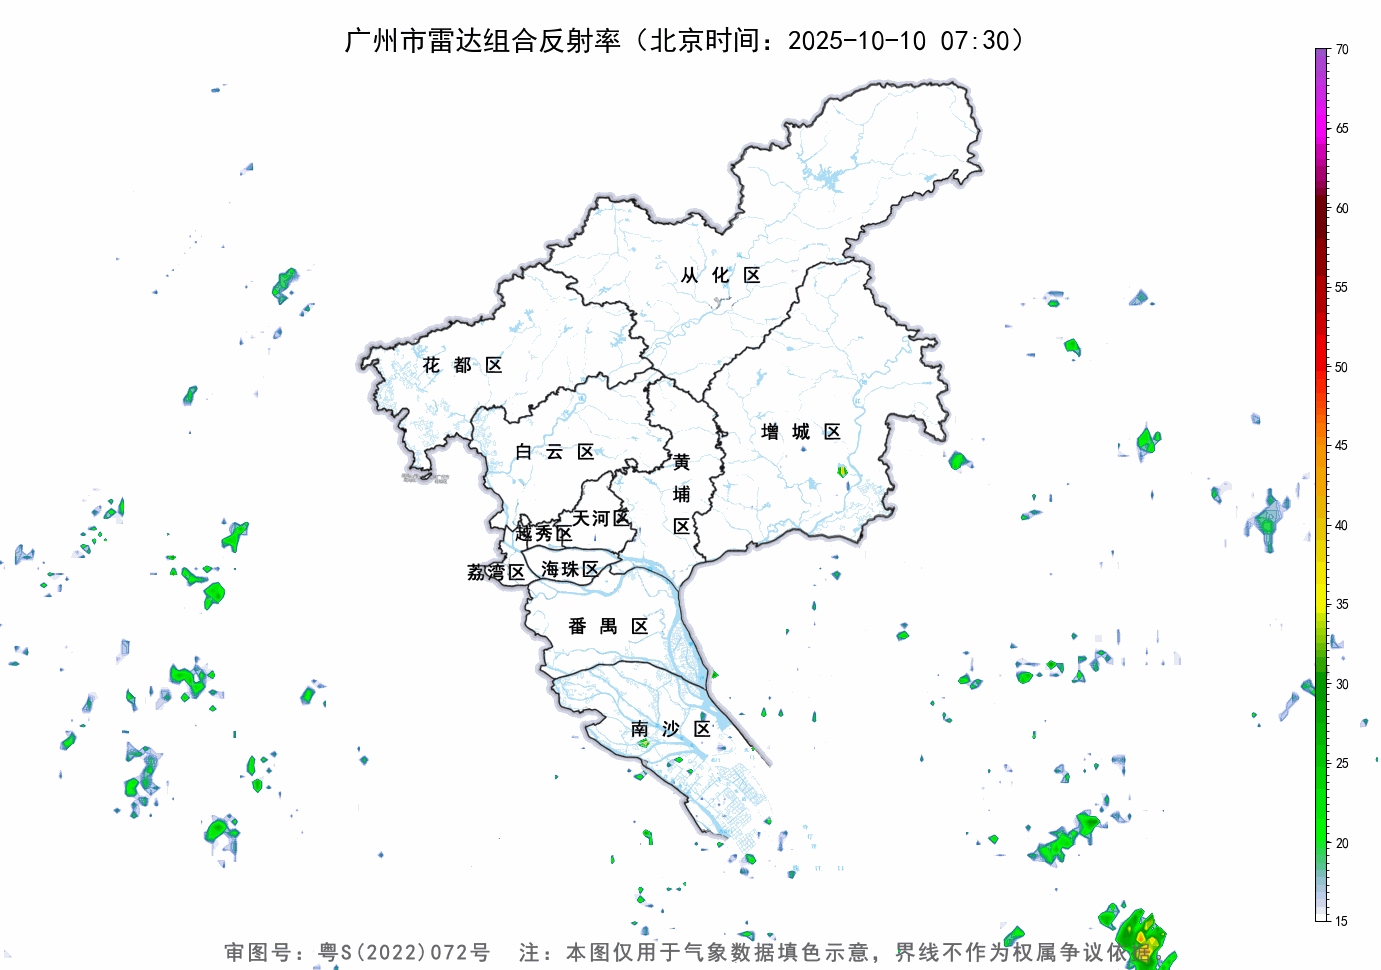 广州市雷达组合反射率（北京时间：2025-10-10 07:30）
70
65
60
55
50
45
40
35
30
25
20
15
从化区
花都区
增城区
白云区
黄埔区
天河区
越秀区
海珠区
荔湾区
番禺区
南沙区
审图号：粤S(2022)072号 注：本图仅用于气象数据填色示意，界线不作为权属争议依据。